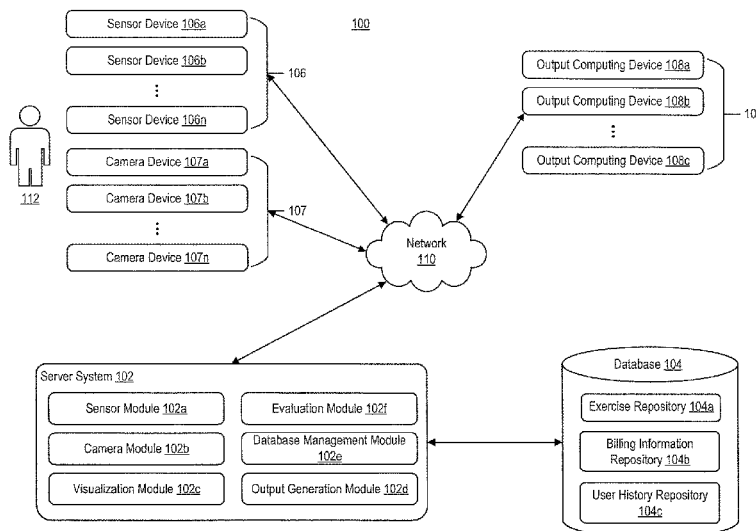 100
Sensor Device 106a
Sensor Device 106b
Sensor Device 106n
106
Camera Device 107a
Camera Device 107b
Camera Device 107n
107
112
Output Computing Device 108a
Output Computing Device 108b
Output Computing Device 108c
10
Network
110
Server System 102
Sensor Module 102a
Evaluation Module 102f
Camera Module 102b
Database Management Module
102e
Visualization Module 102c
Output Generation Module 102d
Database 104
Exercise Repository 104a
Billing Information
Repository 104b
User History Repository
104c